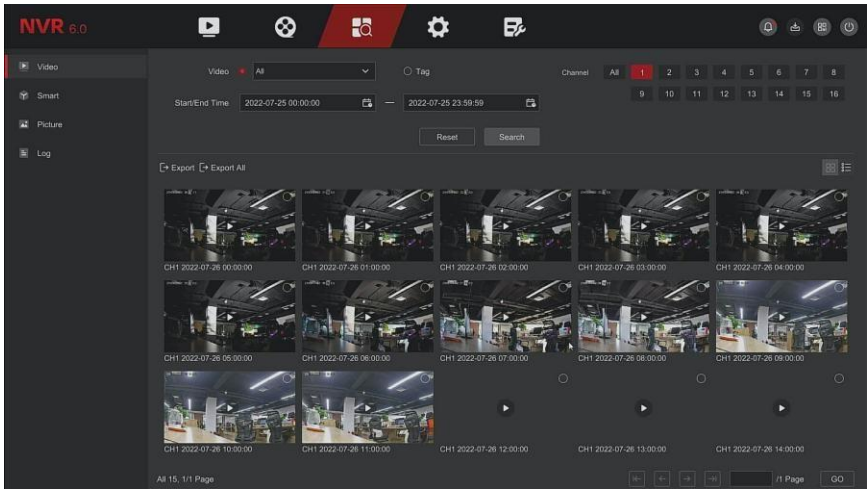 NVR 6.0
Video
Smart
Picture
Log
Video All Tag
Channel All 1 2 3 4 5 6 7 8
9 10 11 12 13 14 15 16
Start/End Time 2022-07-25 00:00:00 — 2022-07-25 23:59:59
Reset Search
Export Export All
CH1 2022-07-26 00:00:00 CH1 2022-07-26 01:00:00 CH1 2022-07-26 02:00:00 CH1 2022-07-26 03:00:00 CH1 2022-07-26 04:00:00
CH1 2022-07-26 05:00:00 CH1 2022-07-26 06:00:00 CH1 2022-07-26 07:00:00 CH1 2022-07-26 08:00:00 CH1 2022-07-26 09:00:00
CH1 2022-07-26 10:00:00 CH1 2022-07-26 11:00:00 CH1 2022-07-26 12:00:00 CH1 2022-07-26 13:00:00 CH1 2022-07-26 14:00:00
All 15, 1/1 Page /1 Page GO